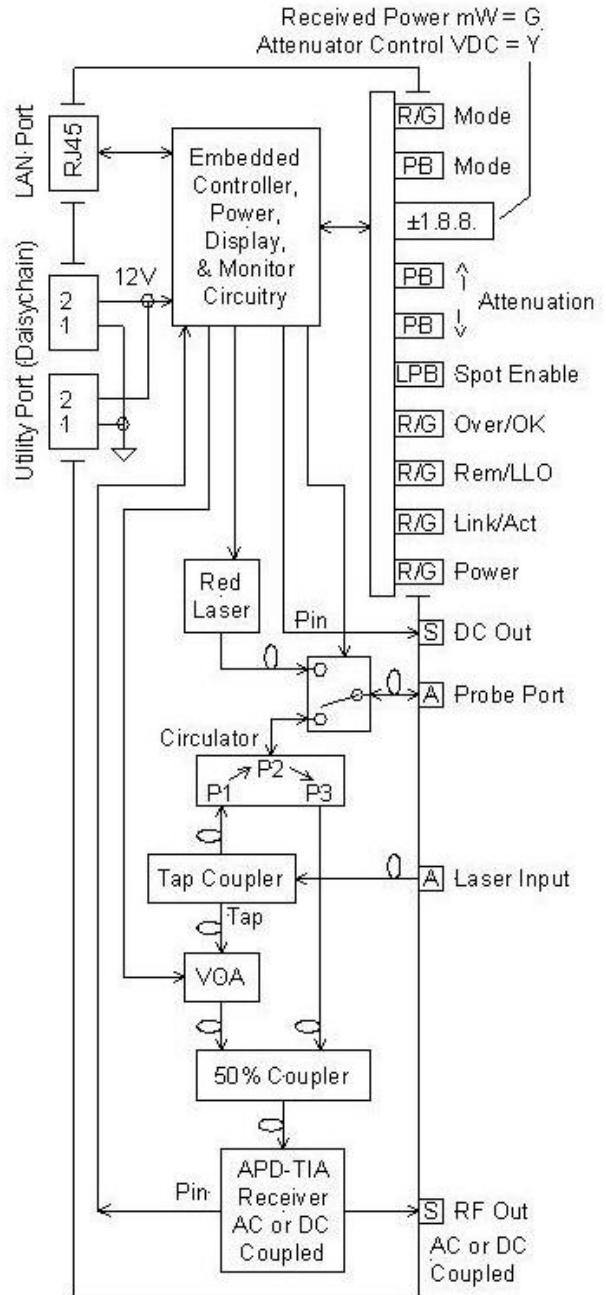 Received Power mW = G
Attenuator Control VDC = Y
LAN Port
RJ45
Embedded
Controller,
Power,
Display,
& Monitor
Circuitry
R/G Mode
PB Mode
±1.8.8.
PB
Attenuation
PB
LPB Spot Enable
R/G Over/OK
R/G Rem/LLO
R/G Link/Act
R/G Power
Utility Port (Daisychain)
12V
2
1
2
1
Red
Laser
Pin
S DC Out
A Probe Port
Circulator
P1
P2
P3
Tap Coupler
A Laser Input
Tap
VOA
50% Coupler
APD-TIA
Receiver
AC or DC
Coupled
Pin
S RF Out
AC or DC
Coupled